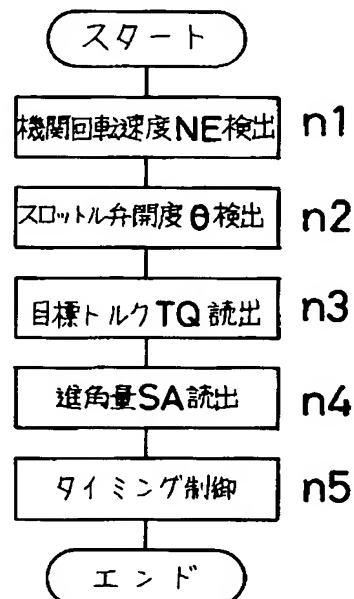 スタート
機関回転速度NE検出 n1
スロットル弁開度θ検出 n2
目標トルクTQ読出 n3
進角量SA読出 n4
タイミング制御 n5
エンド